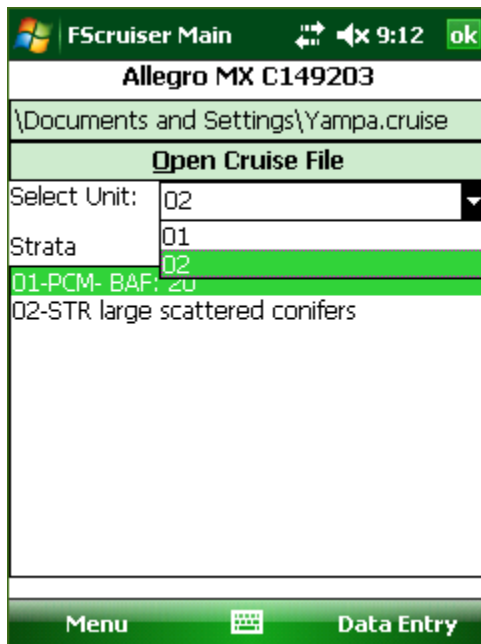 FScruiser Main 9:12 ok
Allegro MX C149203
\Documents and Settings\Yampa.cruise
Open Cruise File
Select Unit: 02
01
Strata
02
01-PCM- BAF: 20
02-STR large scattered conifers
Menu Data Entry